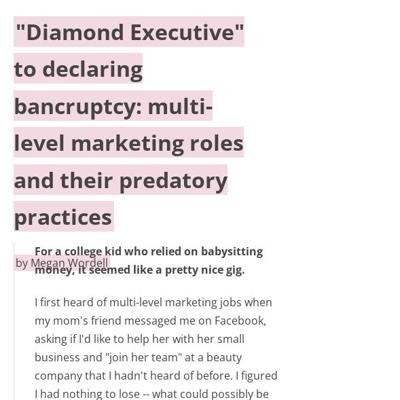 "Diamond Executive"
to declaring
bancruptcy: multi-
level marketing roles
and their predatory
practices
For a college kid who relied on babysitting
by Megan Wordell
money, it seemed like a pretty nice gig.
I first heard of multi-level marketing jobs when
my mom's friend messaged me on Facebook,
asking if I'd like to help her with her small
business and "join her team" at a beauty
company that I hadn't heard of before. I figured
I had nothing to lose -- what could possibly be